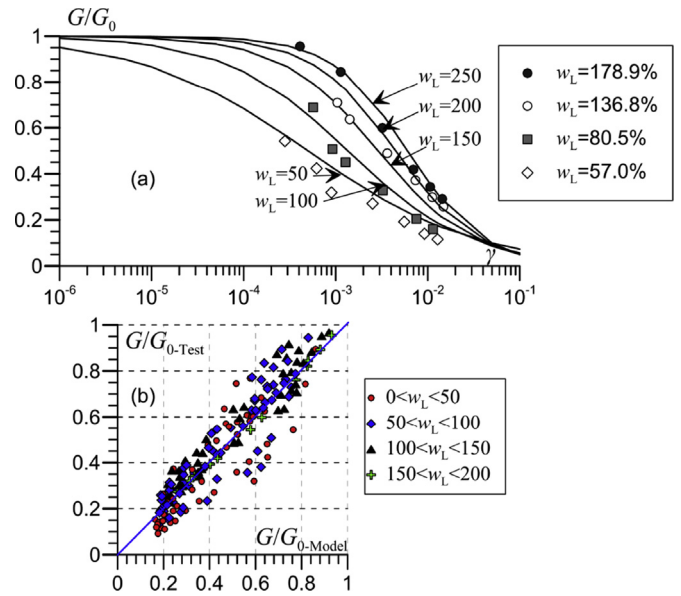 G/G0
1
0.8
0.6
0.4
0.2
0
(a)
wL=250
wL=200
wL=150
wL=50
wL=100
γ
10-6
10-5
10-4
10-3
10-2
10-1
wL=178.9%
wL=136.8%
wL=80.5%
wL=57.0%
1
0.8
0.6
0.4
0.2
0
G/G0-Test
(b)
G/G0-Model
0
0.2
0.4
0.6
0.8
1
0<wL<50
50<wL<100
100<wL<150
150<wL<200